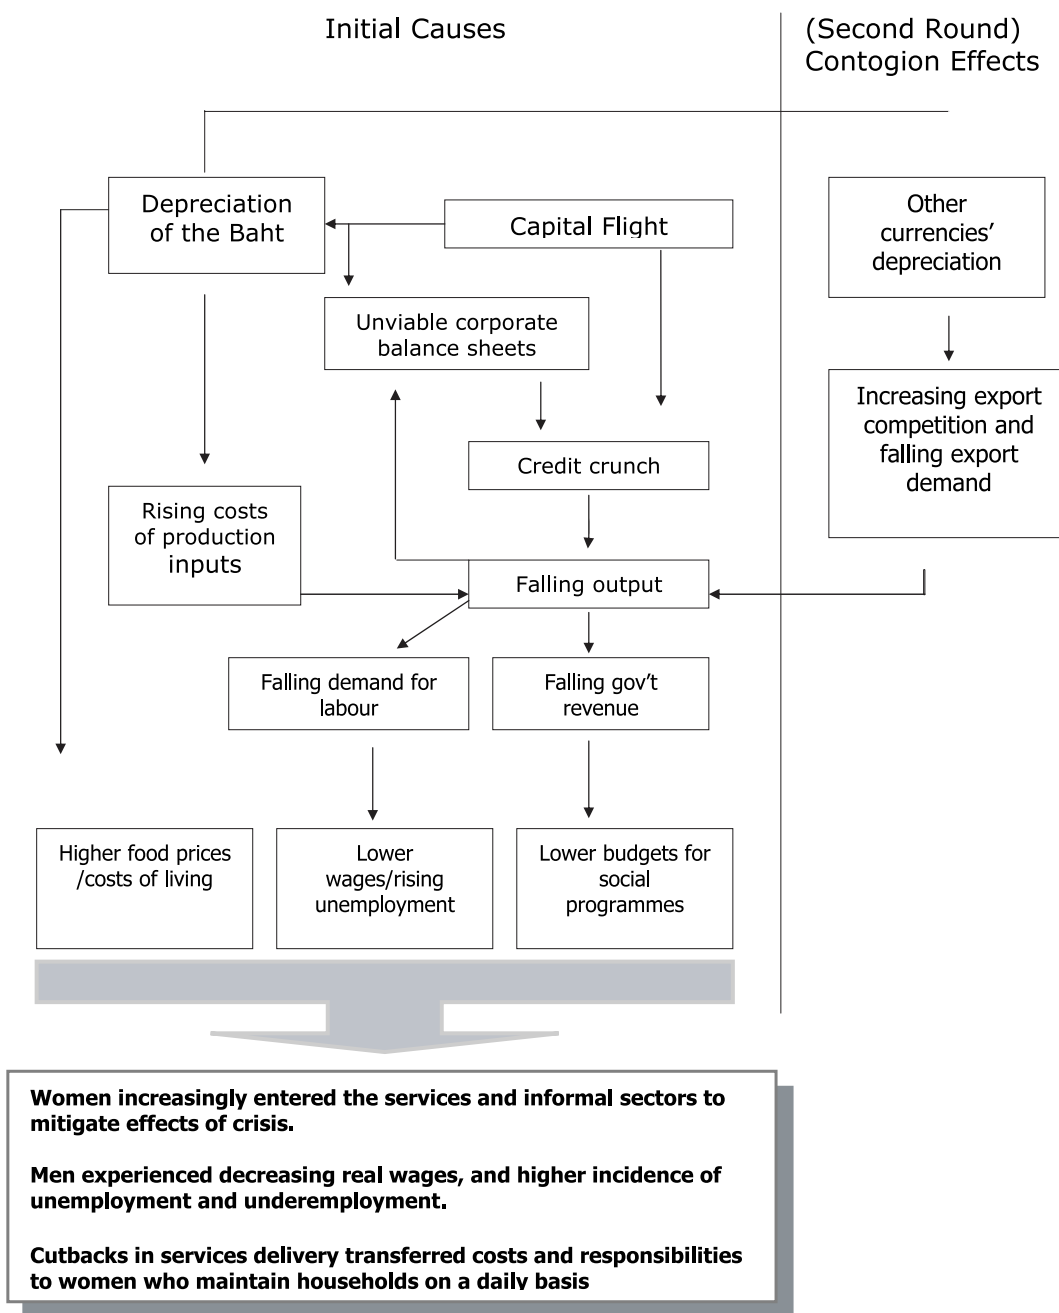 Initial Causes
(Second Round)
Contogion Effects
Depreciation
of the Baht
Capital Flight
Other
currencies’
depreciation
Unviable corporate
balance sheets
Increasing export
competition and
falling export
demand
Credit crunch
Rising costs
of production
inputs
Falling output
Falling demand for
labour
Falling gov’t
revenue
Higher food prices
/costs of living
Lower
wages/rising
unemployment
Lower budgets for
social
programmes
Women increasingly entered the services and informal sectors to
mitigate effects of crisis.
Men experienced decreasing real wages, and higher incidence of
unemployment and underemployment.
Cutbacks in services delivery transferred costs and responsibilities
to women who maintain households on a daily basis